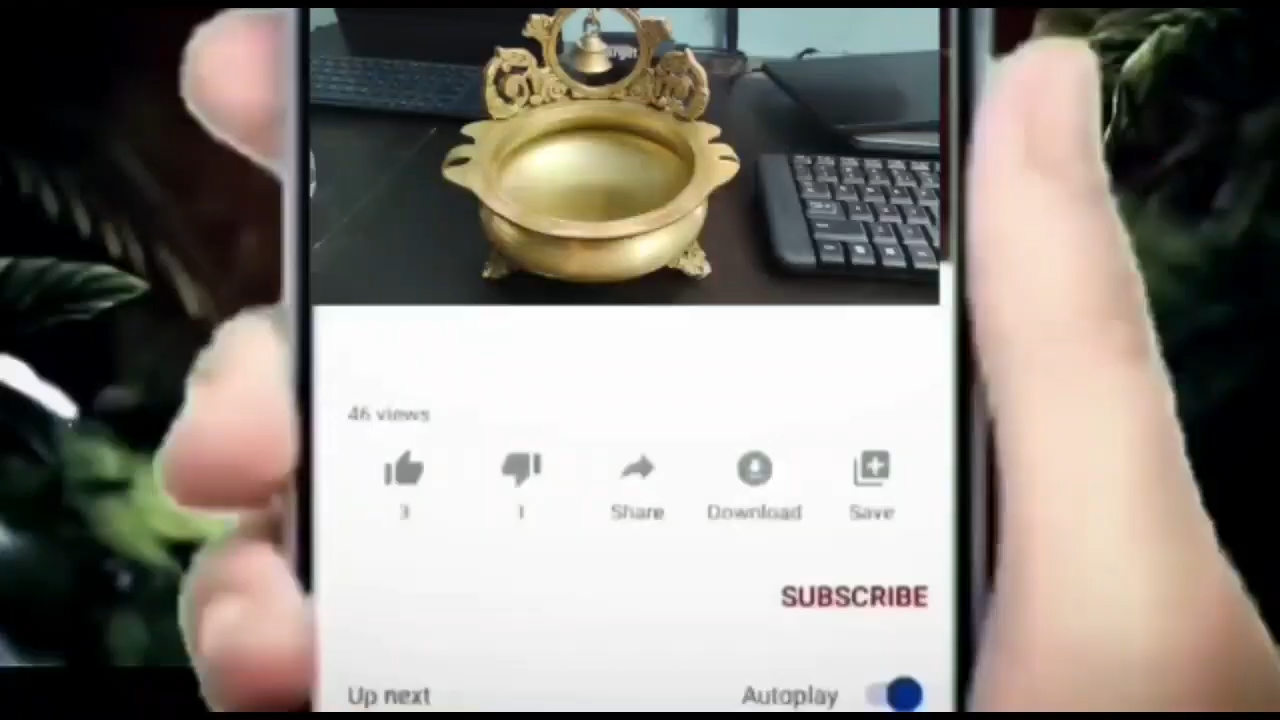 46 views
3
1
Share
Download
Save
SUBSCRIBE
Up next
Autoplay